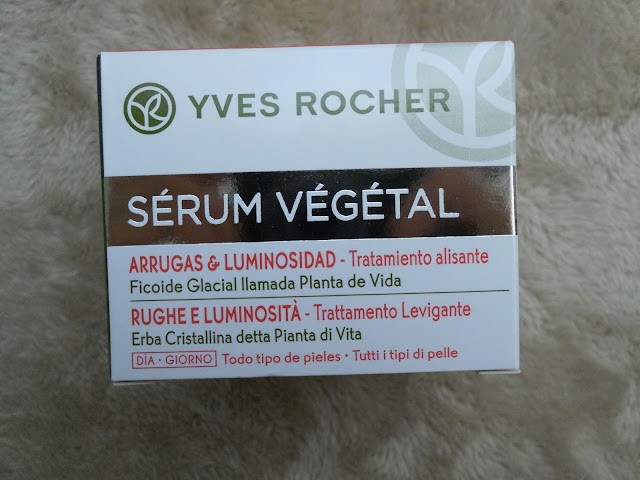 YVES ROCHER
SÉRUM VÉGÉTAL
ARRUGAS & LUMINOSIDAD - Tratamiento alisante
Ficoide Glacial llamada Planta de Vida
RUGHE E LUMINOSITÀ - Trattamento Levigante
Erba Cristallina detta Pianta di Vita
DÍA • GIORNO Todo tipo de pieles • Tutti i tipi di pelle